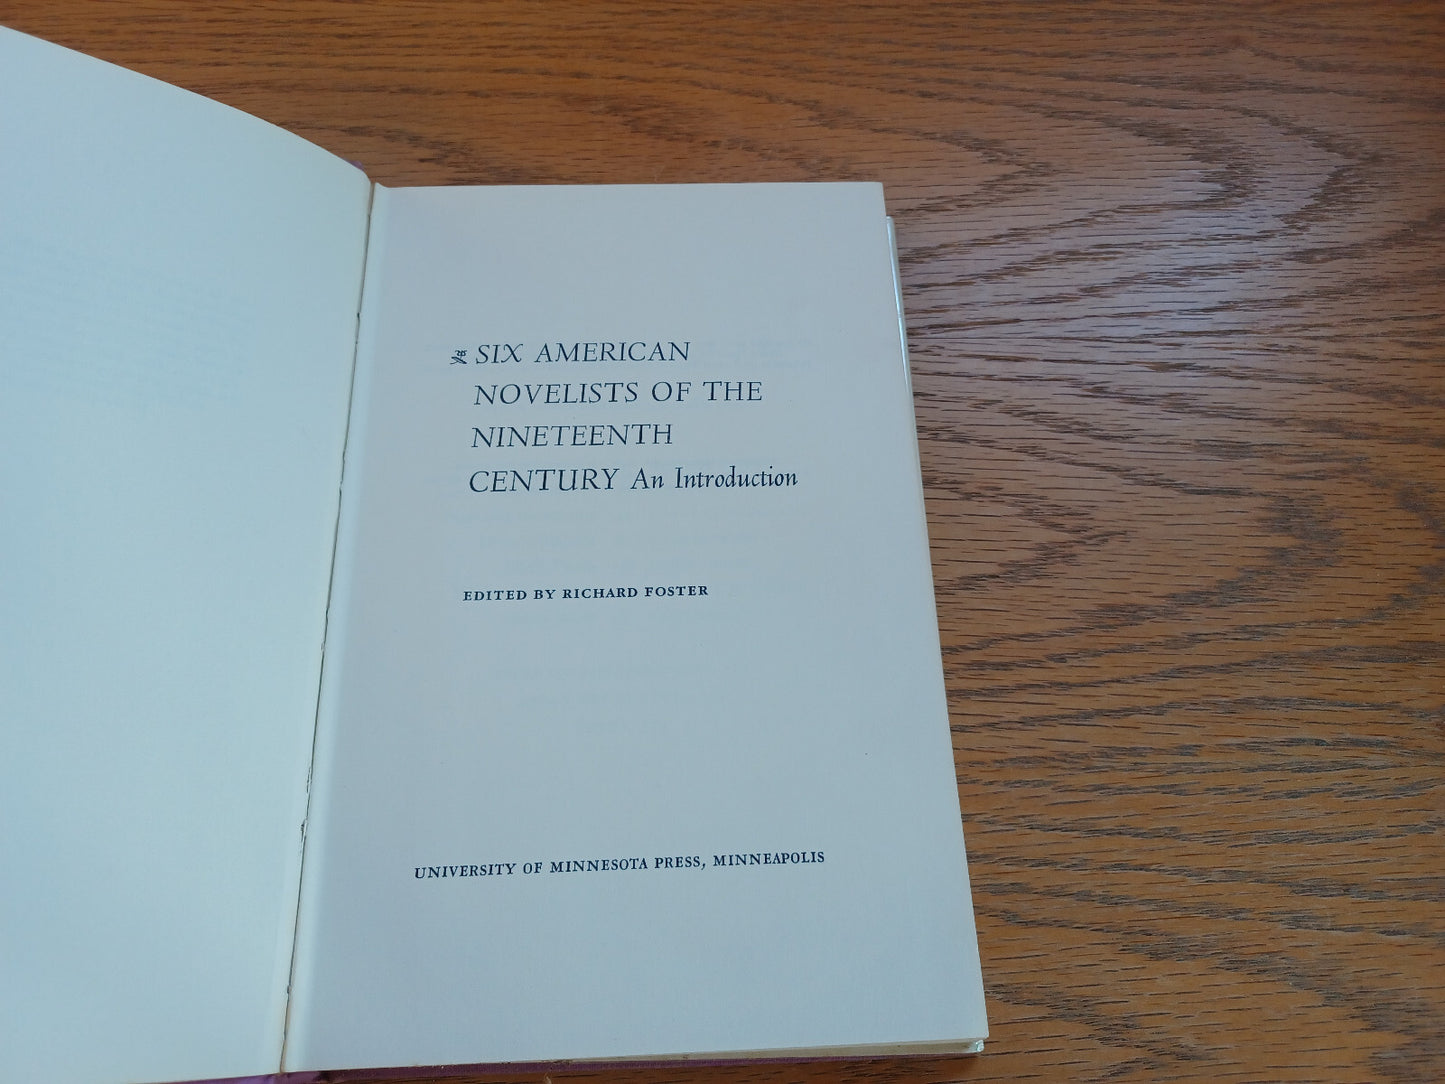 SIX AMERICAN
NOVELISTS OF THE
NINETEENTH
CENTURY An Introduction
EDITED BY RICHARD FOSTER
UNIVERSITY OF MINNESOTA PRESS, MINNEAPOLIS